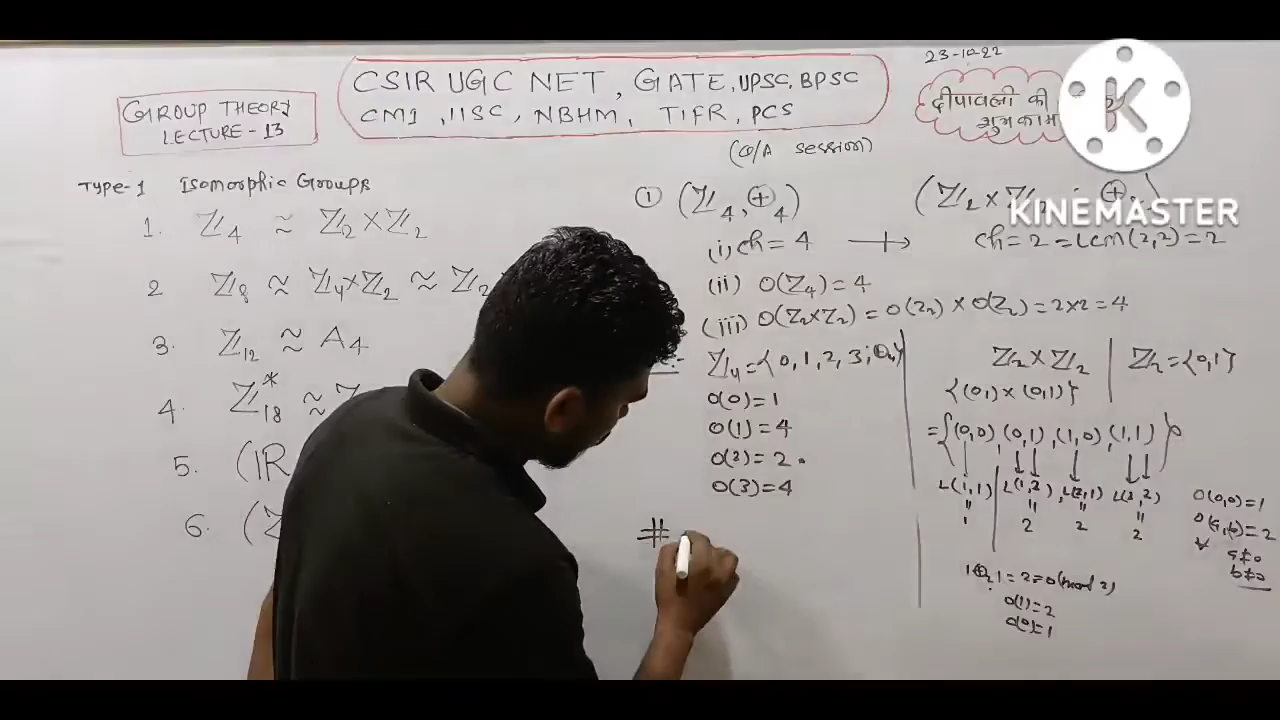 23-10-22
GROUP THEORY
LECTURE-13
CSIR UGC NET, GATE, UPSC, BPSC
CMI, IISC, NBHM, TIFR, PCS
(Q/A session)
दीपावली की
शुभकाम
KINEMASTER
Type-1 Isomorphic Groups
1. Z₄ ≈ Z₂×Z₂
2 Z₈ ≈ Z₄×Z₂ ≈ Z₂
3. Z₁₂ ≈ A₄
4. Z*₁₈ ≈ Z
5. (IR
6. (Z
① (Z₄, ⊕₄) (Z₂×Z₂
(i) ch = 4 ch = 2 = Lcm(2,2) = 2
(ii) O(Z₄) = 4
(iii) O(Z₂×Z₂) = O(Z₂) × O(Z₂) = 2×2 = 4
Z₄ = {0, 1, 2, 3;
O(0) = 1
O(1) = 4
O(2) = 2
O(3) = 4
#
Z₂×Z₂ Z₂ = {0,1}
{(0,1) × (0,1)}
= {(0,0), (0,1), (1,0), (1,1)}
L(1,1) L(1,2), L(2,1) L(2,2)
" " " "
1 2 2 2
O(0,0) = 1
O(a,b) = 2
∀ a≠0
b≠0
1⊕₂1 = 2 = 0 (mod 2)
O(1) = 2
O(0) = 1